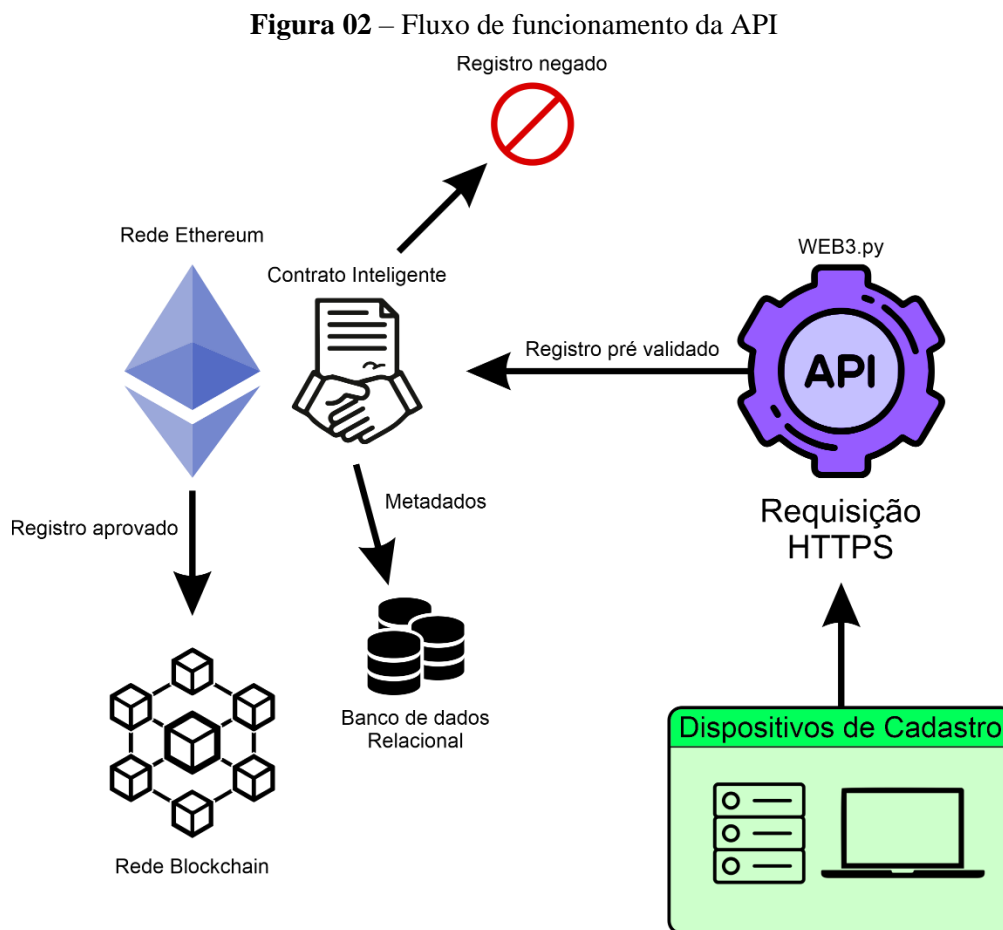 Figura 02 – Fluxo de funcionamento da API
Registro negado
Rede Ethereum
Contrato Inteligente
WEB3.py
Registro pré validado
API
Requisição
HTTPS
Metadados
Registro aprovado
Banco de dados
Relacional
Rede Blockchain
Dispositivos de Cadastro